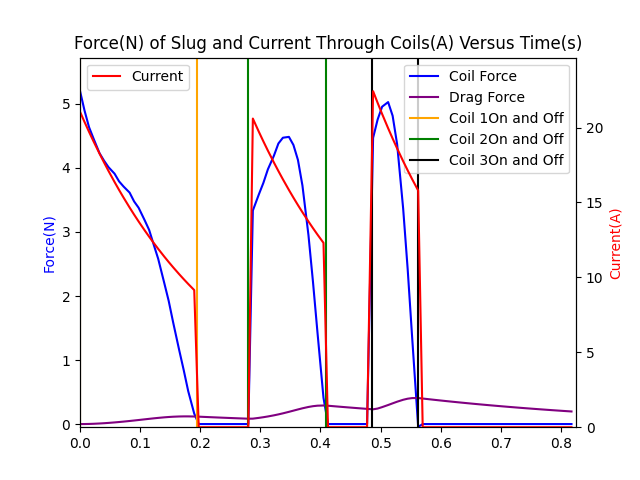 Force(N) of Slug and Current Through Coils(A) Versus Time(s)
Current
Coil Force
Drag Force
Coil 1On and Off
Coil 2On and Off
Coil 3On and Off
Force(N)
5
4
3
2
1
0
Current(A)
20
15
10
5
0
0.0 0.1 0.2 0.3 0.4 0.5 0.6 0.7 0.8